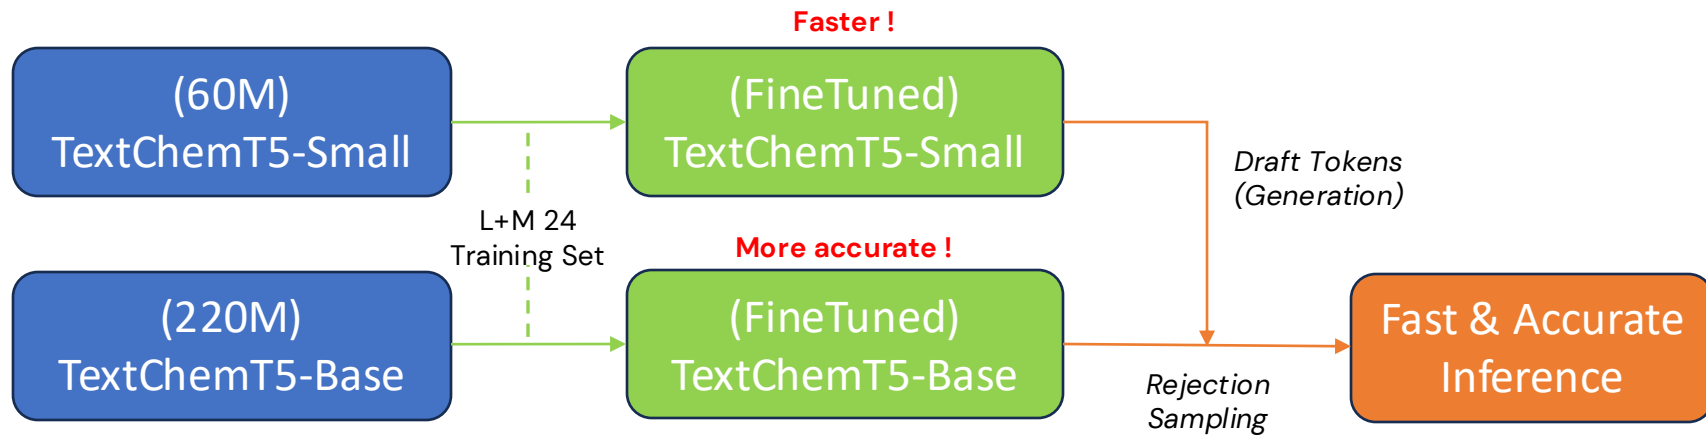 Faster !
(60M)
TextChemT5-Small
(FineTuned)
TextChemT5-Small
Draft Tokens
(Generation)
L+M 24
Training Set
More accurate !
(220M)
TextChemT5-Base
(FineTuned)
TextChemT5-Base
Rejection
Sampling
Fast & Accurate
Inference